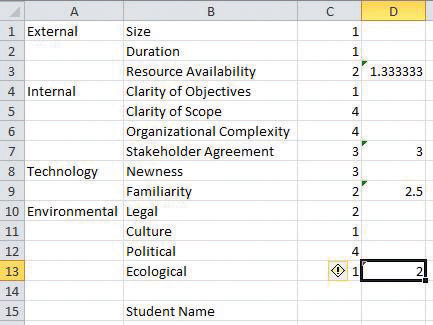 A B C D
1 External Size 1
2 Duration 1
3 Resource Availability 2 1.333333
4 Internal Clarity of Objectives 1
5 Clarity of Scope 4
6 Organizational Complexity 4
7 Stakeholder Agreement 3 3
8 Technology Newness 3
9 Familiarity 2 2.5
10 Environmental Legal 2
11 Culture 1
12 Political 4
13 Ecological 1 2
14
15 Student Name